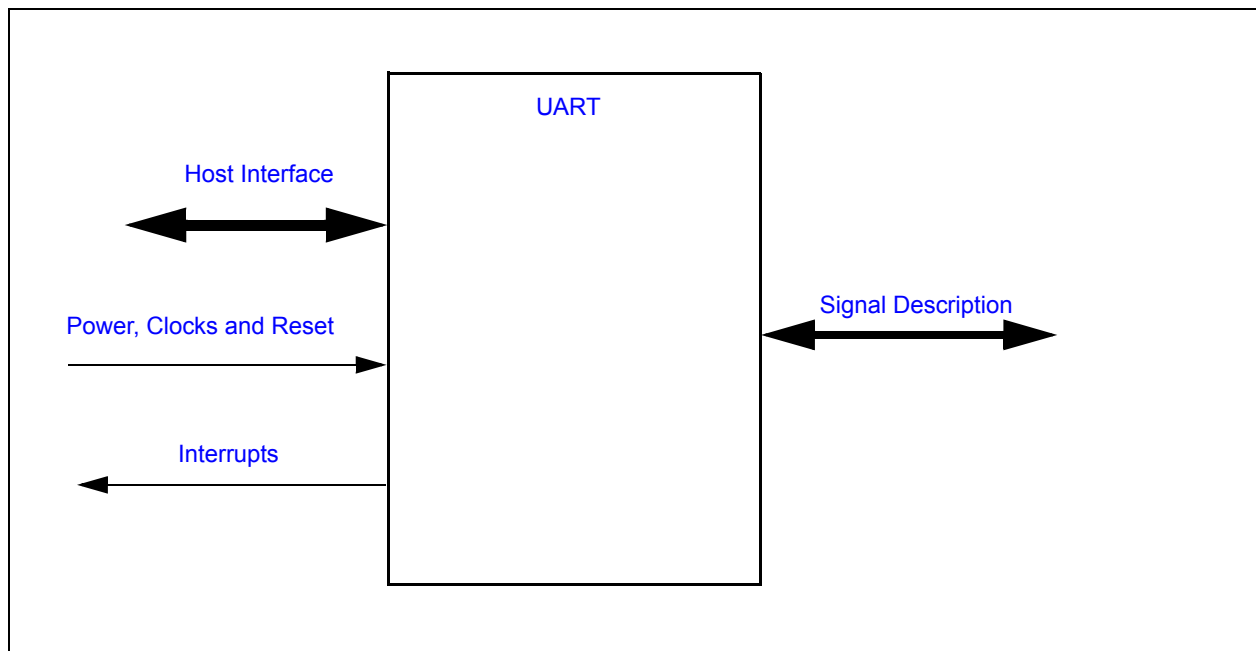 UART
Host Interface
Signal Description
Power, Clocks and Reset
Interrupts